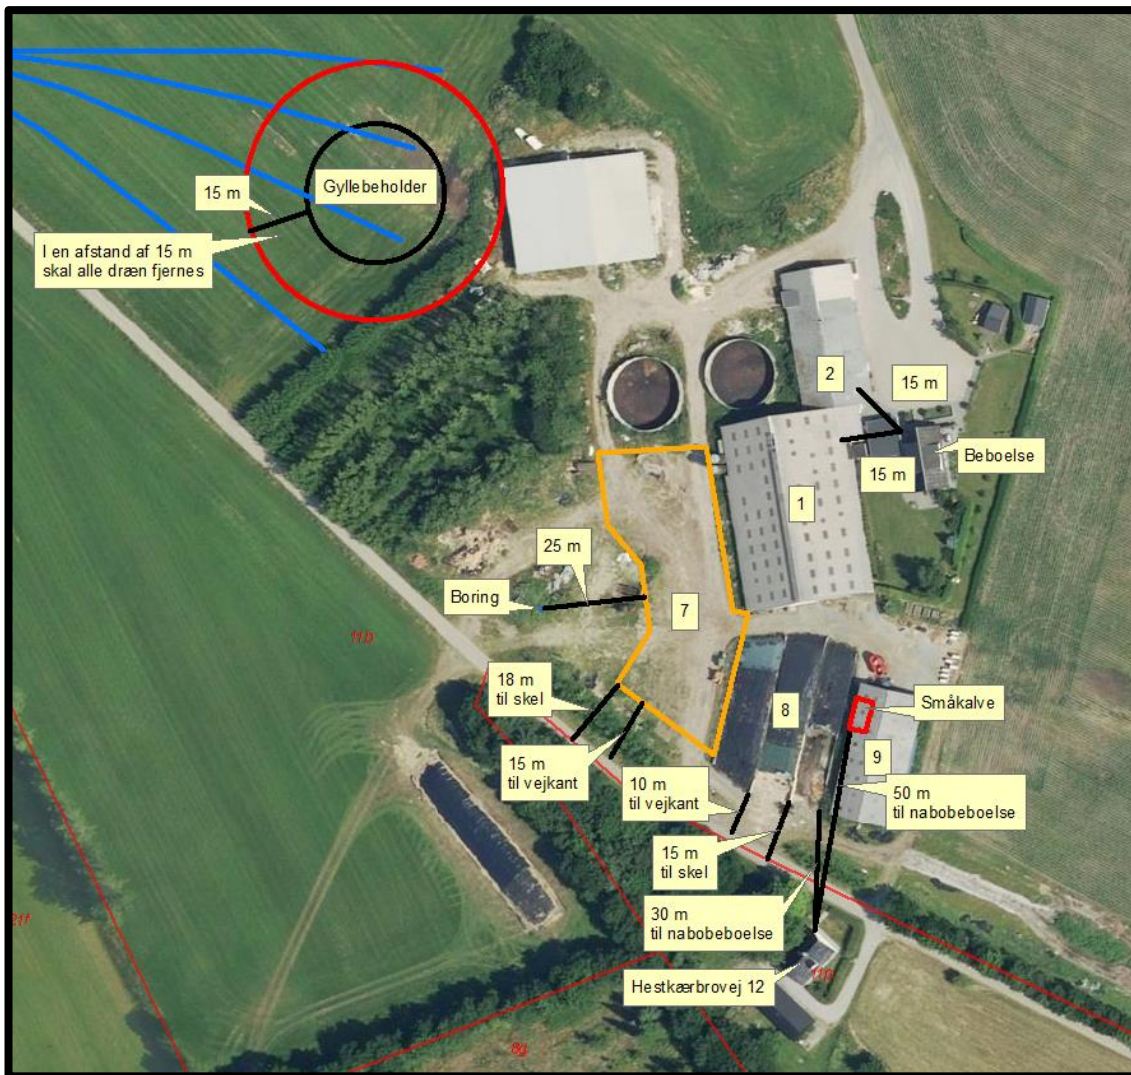 Gyllebeholder
15 m
I en afstand af 15 m
skal alle dræn fjernes
2
15 m
Beboelse
15 m
1
25 m
Boring
7
11b
18 m
til skel
8
Småkalve
15 m
til vejkant
10 m
til vejkant
9
50 m
til nabobeboelse
15 m
til skel
30 m
til nabobeboelse
Hestkærbrovej 12
8g